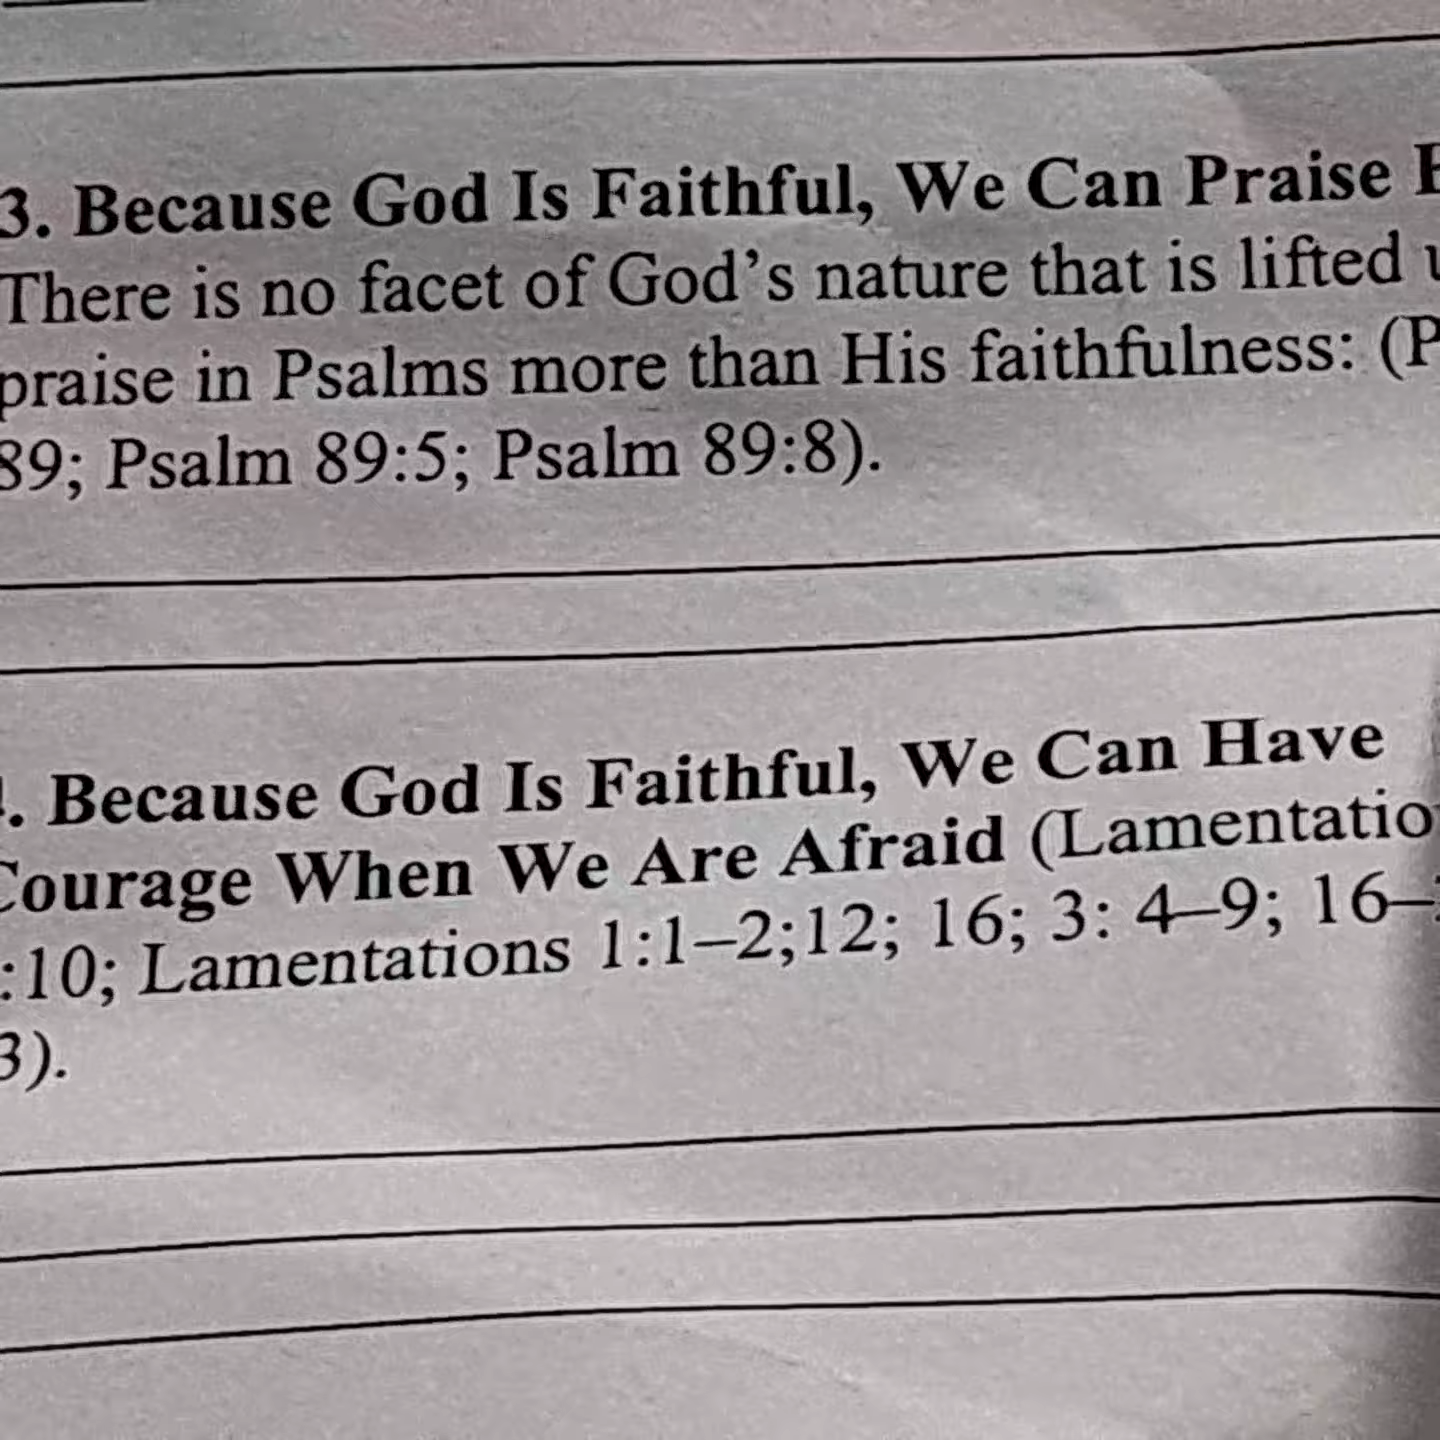 3. Because God Is Faithful, We Can Praise
There is no facet of God's nature that is lifted
praise in Psalms more than His faithfulness: (P
89; Psalm 89:5; Psalm 89:8).
. Because God Is Faithful, We Can Have
Courage When We Are Afraid (Lamentatio
:10; Lamentations 1:1–2;12; 16; 3: 4–9; 16–
3).